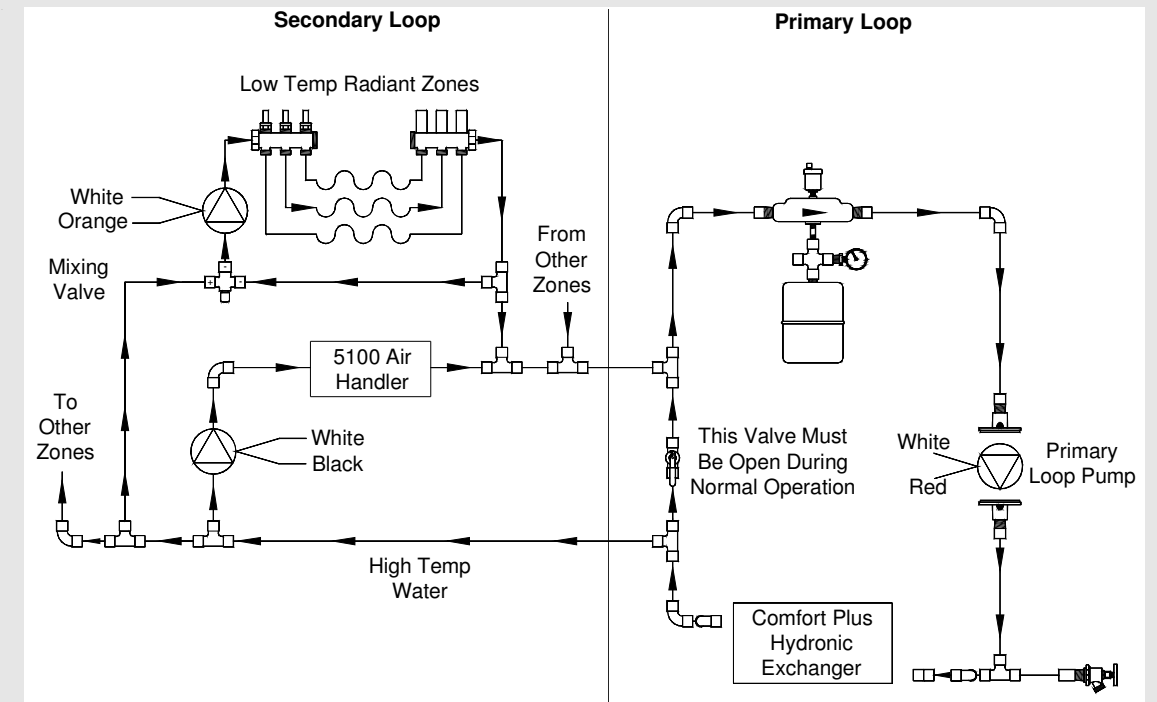 Secondary Loop
Primary Loop
Low Temp Radiant Zones
White
Orange
Mixing
Valve
From
Other
Zones
5100 Air
Handler
To
Other
Zones
White
Black
High Temp
Water
This Valve Must
Be Open During
Normal Operation
White
Red
Primary
Loop Pump
Comfort Plus
Hydronic
Exchanger